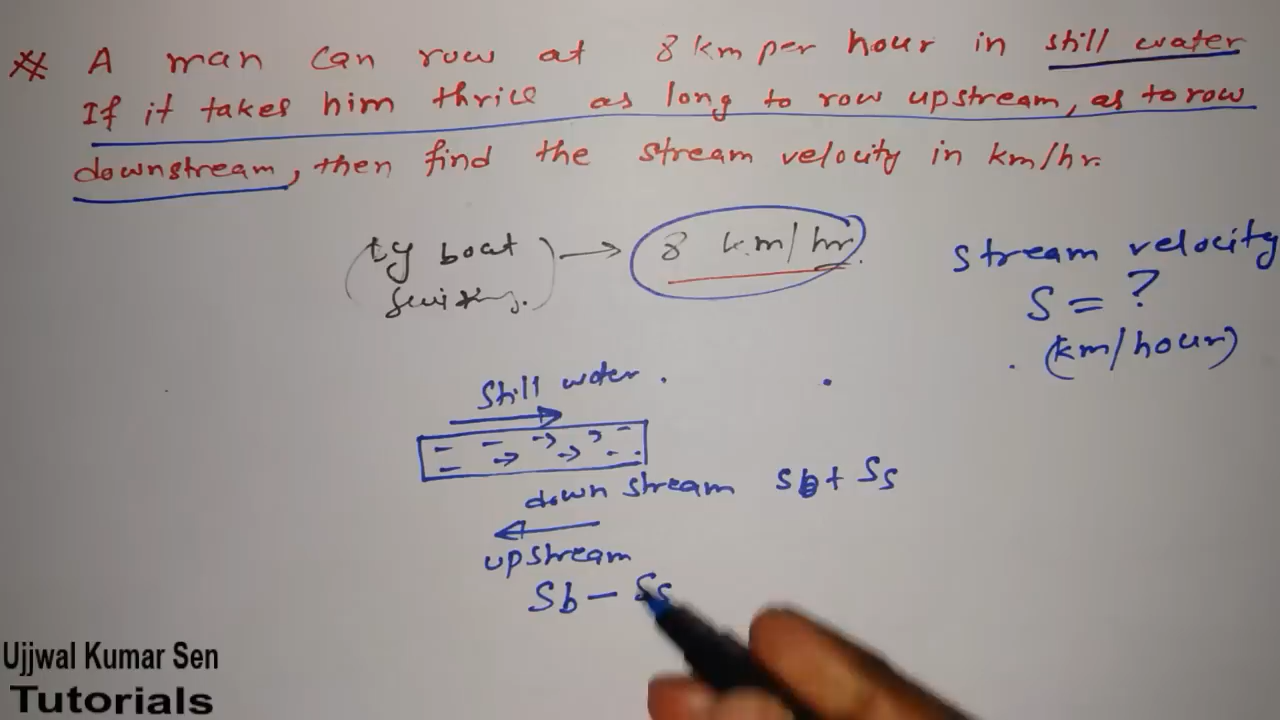 ** A man can row at 8 km per hour in still water
If it takes him thrice as long to row upstream, as to row
downstream, then find the stream velocity in km/hr.
boat → 8 km/hr.
stream velocity
S = ?
(km/hour)
Still water.
down stream Sb + Ss
upstream
Sb - Ss
Ujjwal Kumar Sen
Tutorials